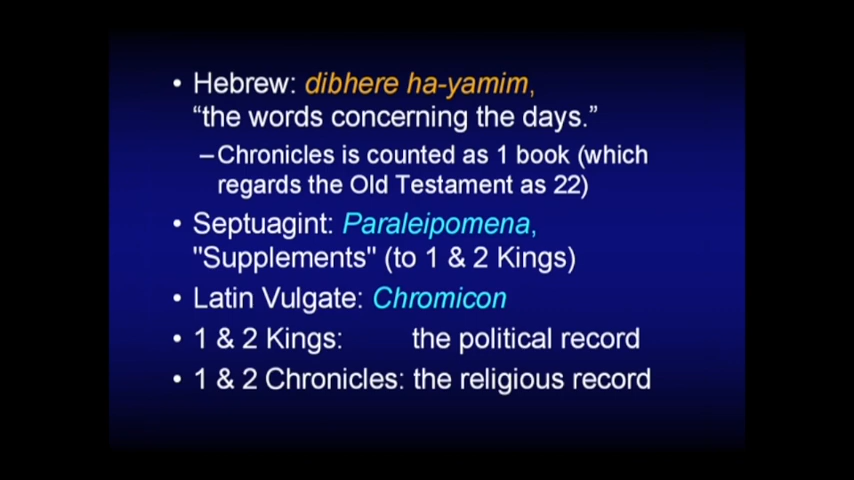 • Hebrew: dibhere ha-yamim,
“the words concerning the days.”
–Chronicles is counted as 1 book (which
regards the Old Testament as 22)
• Septuagint: Paraleipomena,
"Supplements" (to 1 & 2 Kings)
• Latin Vulgate: Chromicon
• 1 & 2 Kings: the political record
• 1 & 2 Chronicles: the religious record